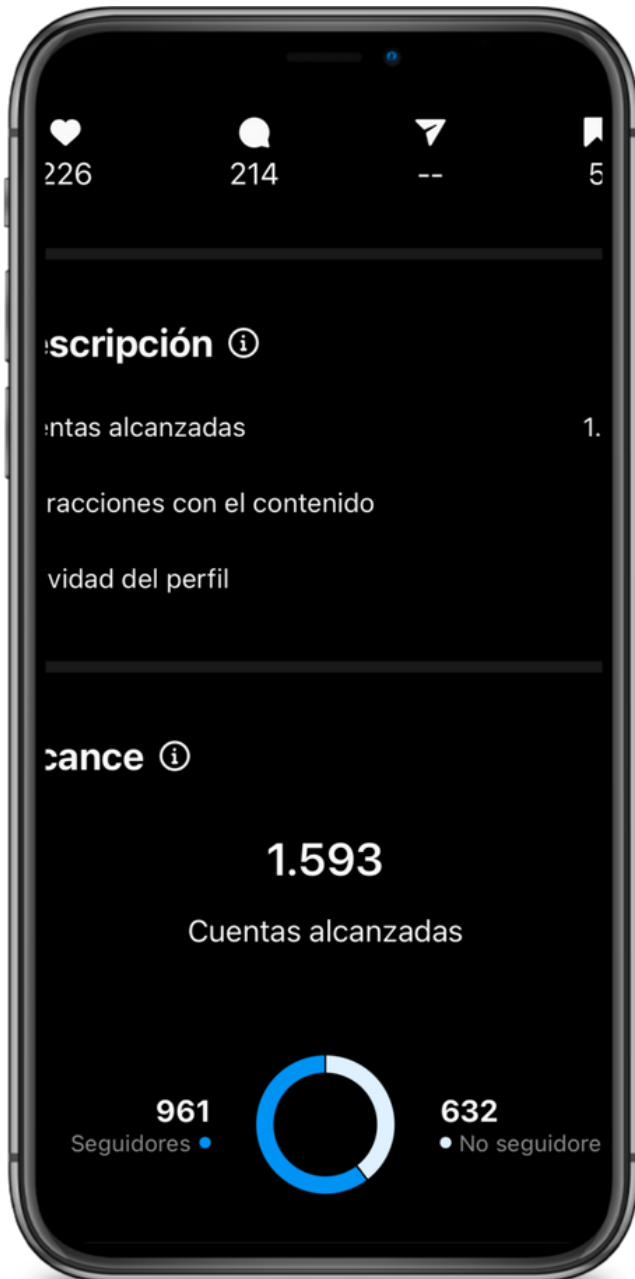 226 214 -- 5
scripción
ntas alcanzadas 1.
racciones con el contenido
vidad del perfil
cance
1.593
Cuentas alcanzadas
961 632
Seguidores No seguidore